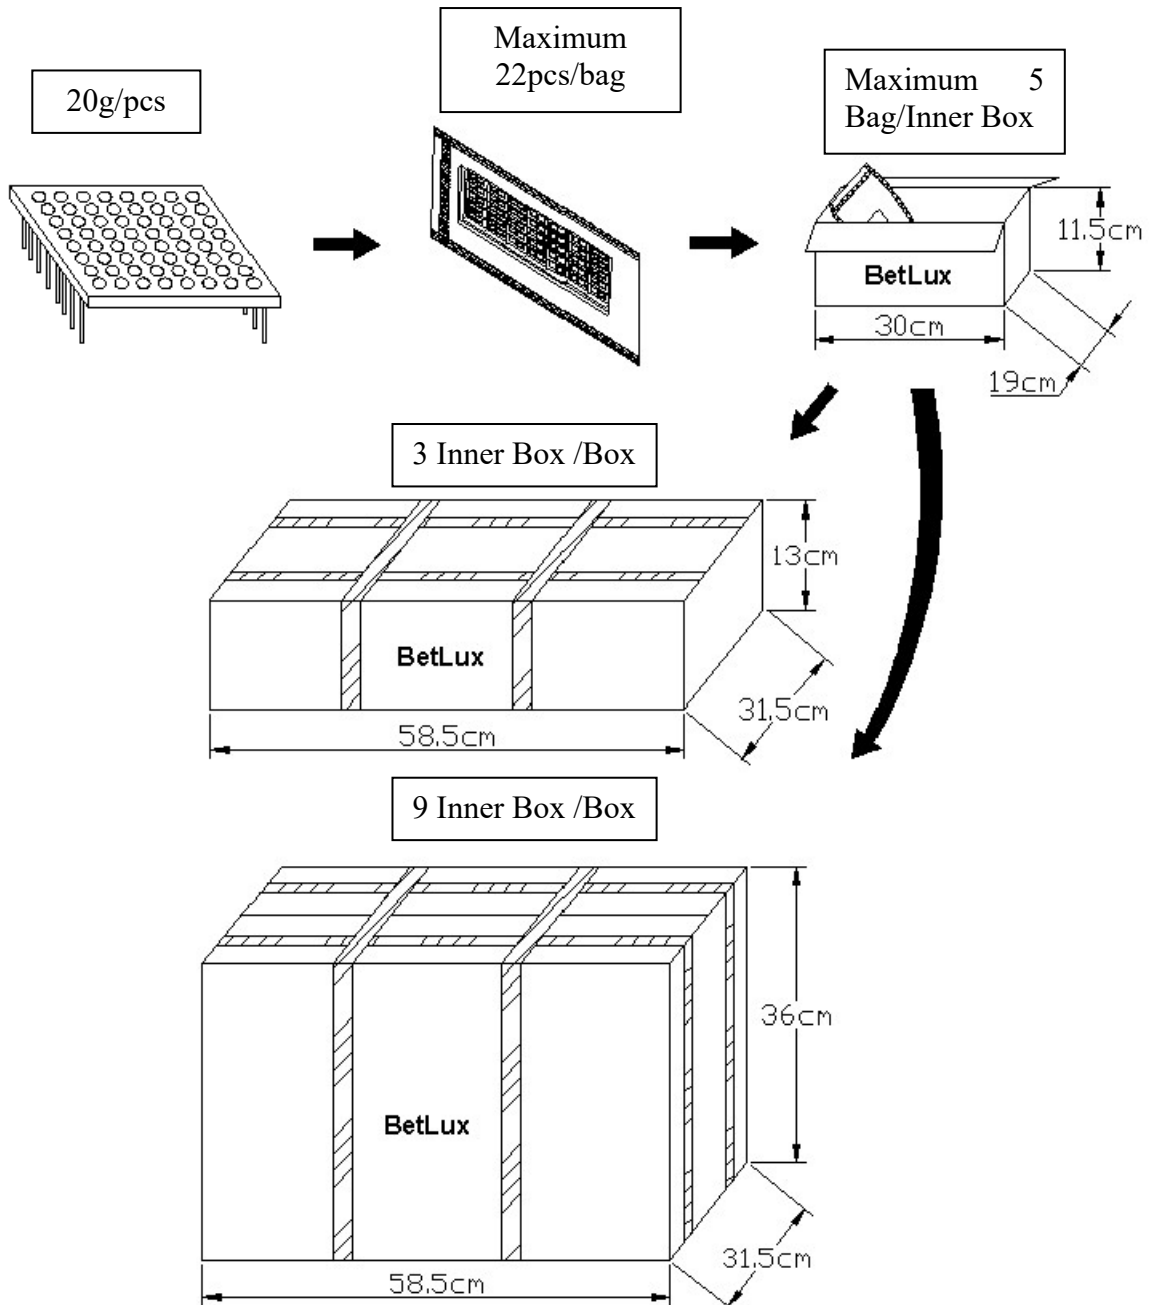 20g/pcs
Maximum
22pcs/bag
Maximum 5
Bag/Inner Box
11.5cm
BetLux
30cm
19cm
3 Inner Box /Box
13cm
BetLux
31.5cm
58.5cm
9 Inner Box /Box
36cm
BetLux
31.5cm
58.5cm